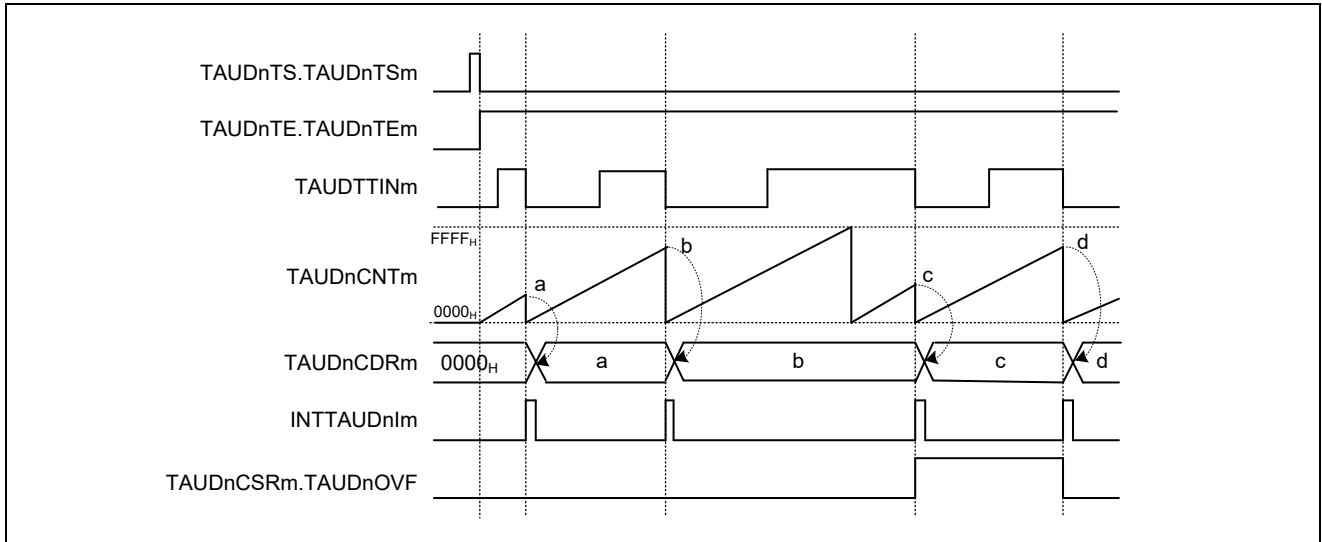 TAUDnTS.TAUDnTSm
TAUDnTE.TAUDnTEm
TAUDTTINm
FFFFH
TAUDnCNTm
0000H
a
b
c
d
TAUDnCDRm
0000H
a
b
c
d
INTTAUDnIm
TAUDnCSRm.TAUDnOVF